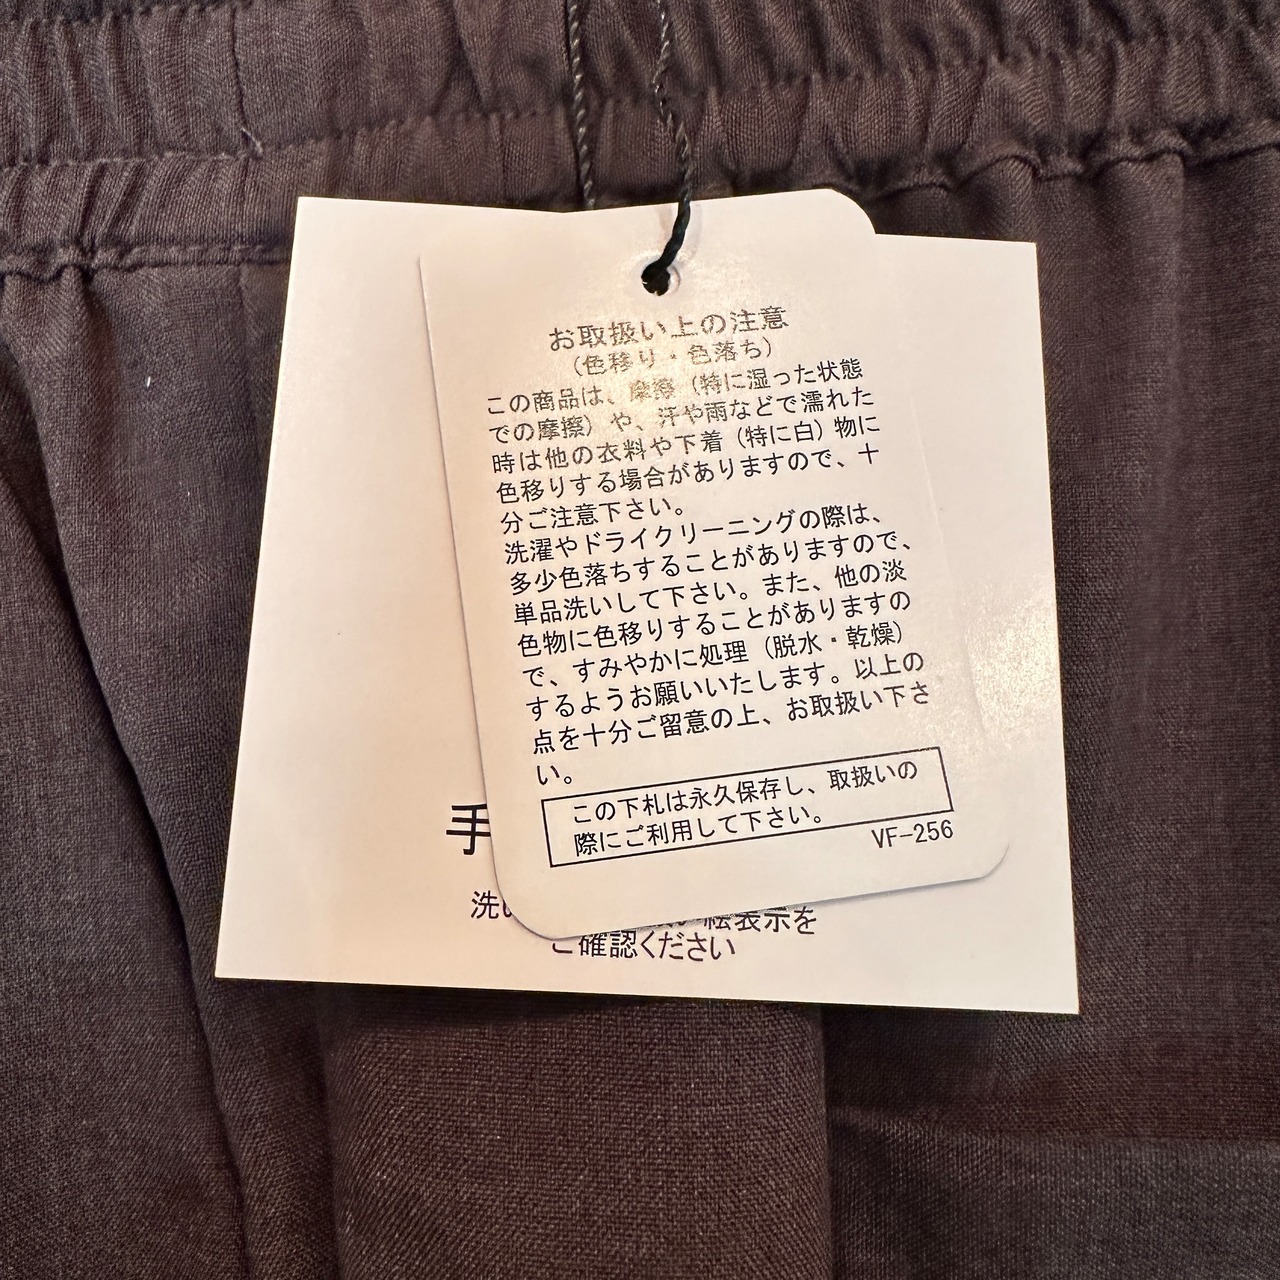 お取扱い上の注意
(色移り・色落ち)
この商品は、摩擦（特に湿った状態
での摩擦）や、汗や雨などで濡れた
時は他の衣料や下着（特に白）物に
色移りする場合がありますので、十
分ご注意下さい。
洗濯やドライクリーニングの際は、
多少色落ちすることがありますので、
単品洗いして下さい。また、他の淡
色物に色移りすることがありますの
で、すみやかに処理（脱水・乾燥）
するようお願いいたします。以上の
点を十分ご留意の上、お取扱い下さ
い。
この下札は永久保存し、取扱いの
際にご利用して下さい。
VF-256
手
洗い
絵表示を
ご確認ください